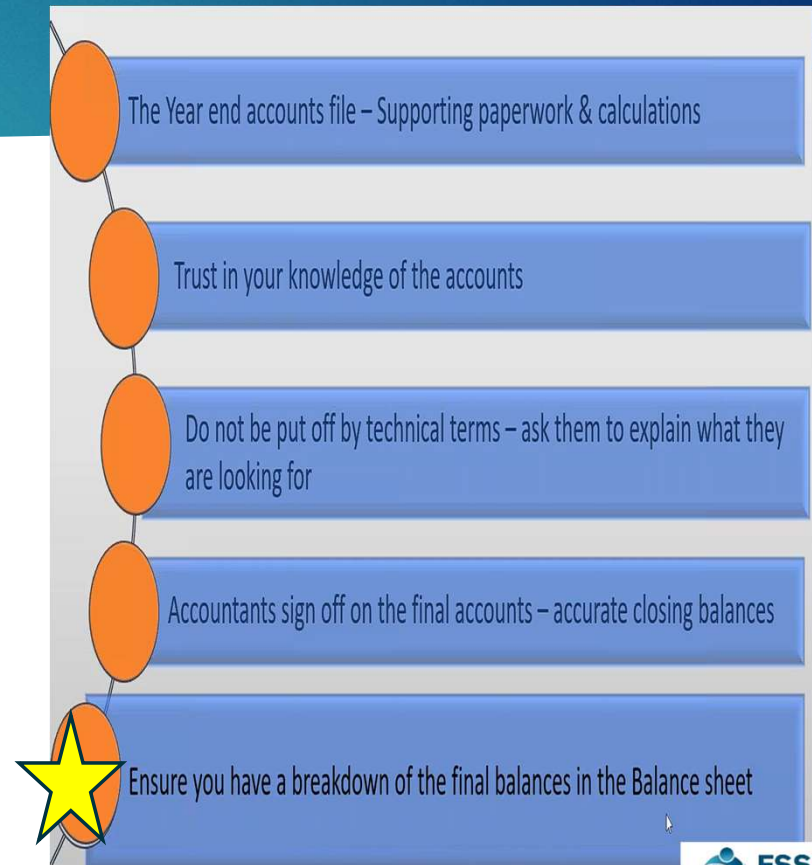 The Year end accounts file – Supporting paperwork & calculations
Trust in your knowledge of the accounts
Do not be put off by technical terms – ask them to explain what they
are looking for
Accountants sign off on the final accounts – accurate closing balances
Ensure you have a breakdown of the final balances in the Balance sheet